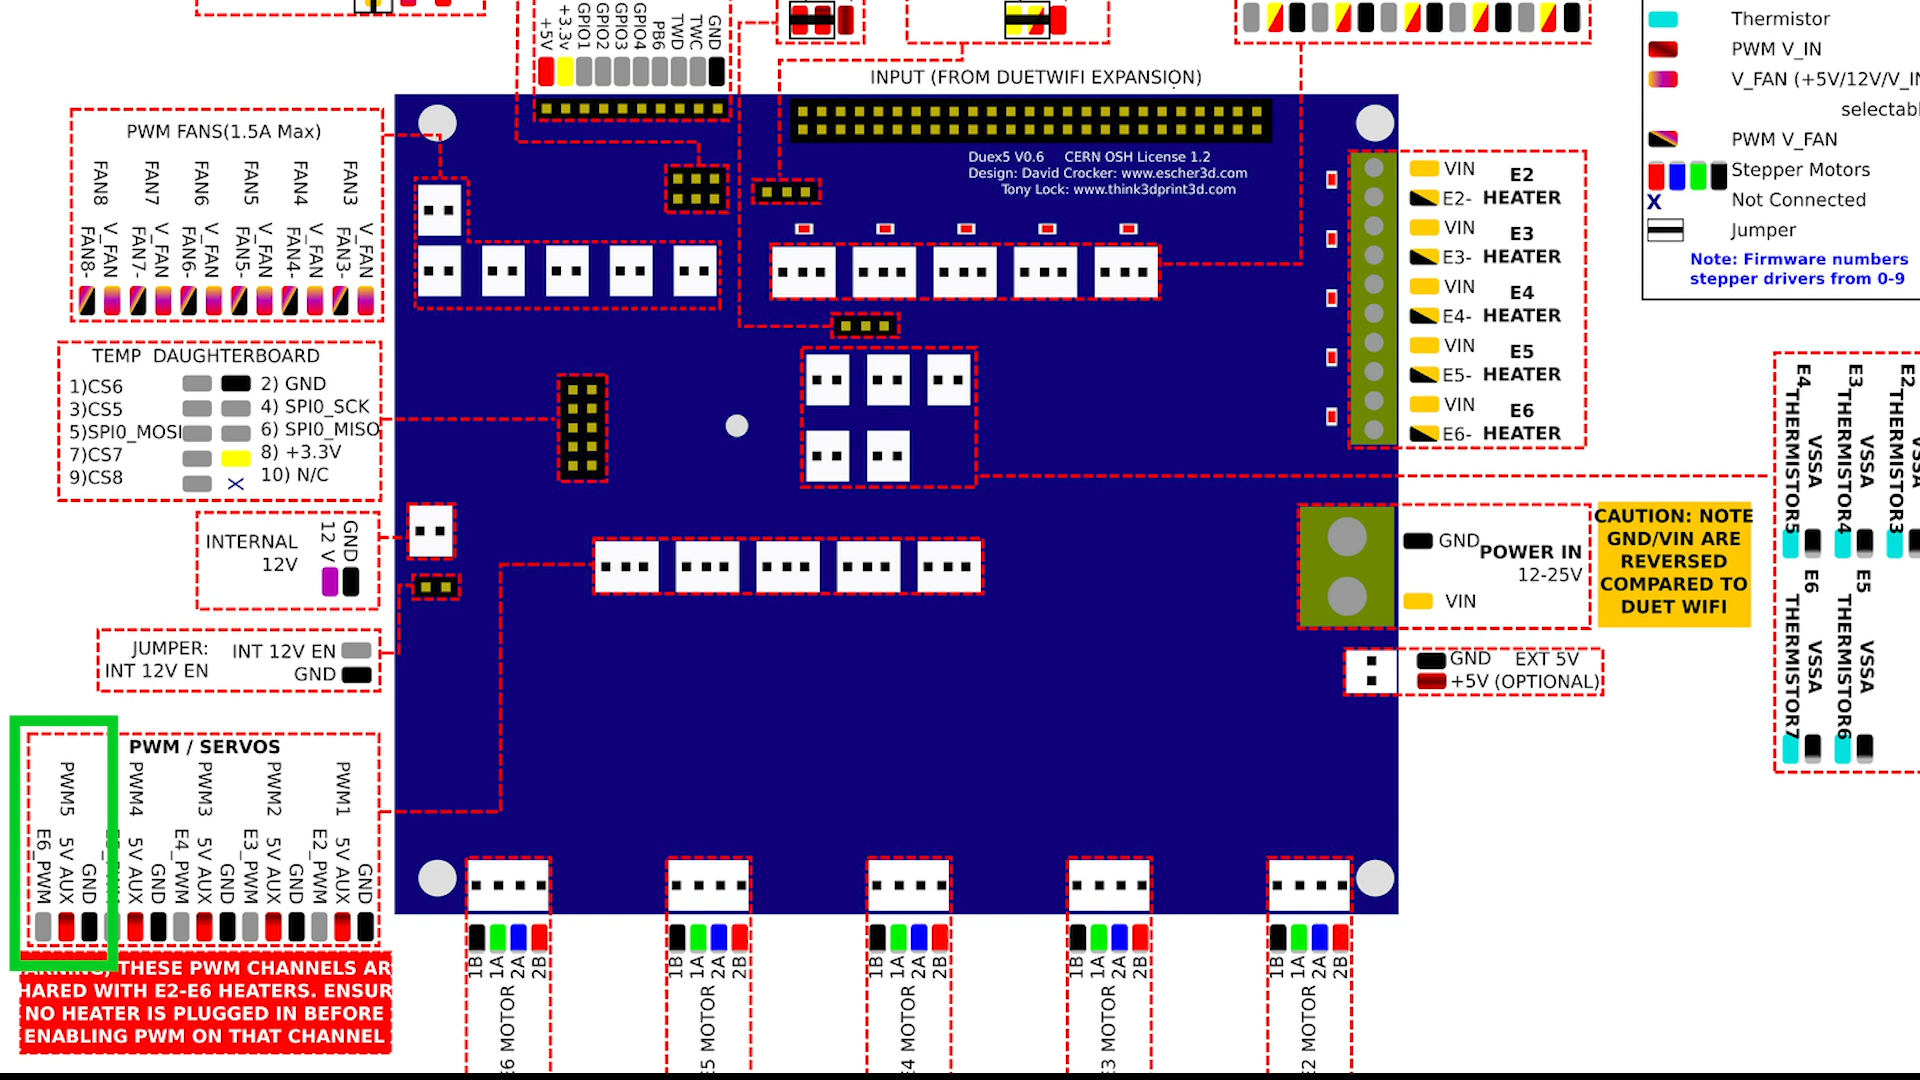 +5V
+3.3v
GPIO1
GPIO2
GPIO3
GPIO4
PB6
TWD
TWC
GND
INPUT (FROM DUETWIFI EXPANSION)
Duex5 V0.6 CERN OSH License 1.2
Design: David Crocker: www.escher3d.com
Tony Lock: www.think3dprint3d.com
Thermistor
PWM V_IN
V_FAN (+5V/12V/V_IN
selectabl
PWM V_FAN
Stepper Motors
X Not Connected
Jumper
Note: Firmware numbers
stepper drivers from 0-9
PWM FANS(1.5A Max)
FAN8
FAN7
FAN6
FAN5
FAN4
FAN3
FAN8-
V_FAN
FAN7-
V_FAN
FAN6-
V_FAN
FAN5-
V_FAN
FAN4-
V_FAN
FAN3-
V_FAN
VIN
E2-
E2
HEATER
VIN
E3-
E3
HEATER
VIN
E4-
E4
HEATER
VIN
E5-
E5
HEATER
VIN
E6-
E6
HEATER
TEMP DAUGHTERBOARD
1)CS6 2) GND
3)CS5 4) SPI0_SCK
5)SPI0_MOSI 6) SPI0_MISO
7)CS7 8) +3.3V
9)CS8 X 10) N/C
INTERNAL
12V
12 V
GND
JUMPER:
INT 12V EN
INT 12V EN
GND
GND
POWER IN
12-25V
VIN
CAUTION: NOTE
GND/VIN ARE
REVERSED
COMPARED TO
DUET WIFI
GND EXT 5V
+5V (OPTIONAL)
E4
THERMISTOR5
VSSA
E3
THERMISTOR4
VSSA
E2
THERMISTOR3
VSSA
E6
THERMISTOR7
VSSA
E5
THERMISTOR6
VSSA
PWM / SERVOS
PWM5
PWM4
PWM3
PWM2
PWM1
E6_PWM
5V AUX
GND
5V AUX
GND
E4_PWM
5V AUX
GND
E3_PWM
5V AUX
GND
E2_PWM
5V AUX
GND
THESE PWM CHANNELS AR
HARED WITH E2-E6 HEATERS. ENSUR
NO HEATER IS PLUGGED IN BEFORE
ENABLING PWM ON THAT CHANNEL
1B
1A
2A
2B
E6 MOTOR
1B
1A
2A
2B
E5 MOTOR
1B
1A
2A
2B
E4 MOTOR
1B
1A
2A
2B
E3 MOTOR
1B
1A
2A
2B
E2 MOTOR